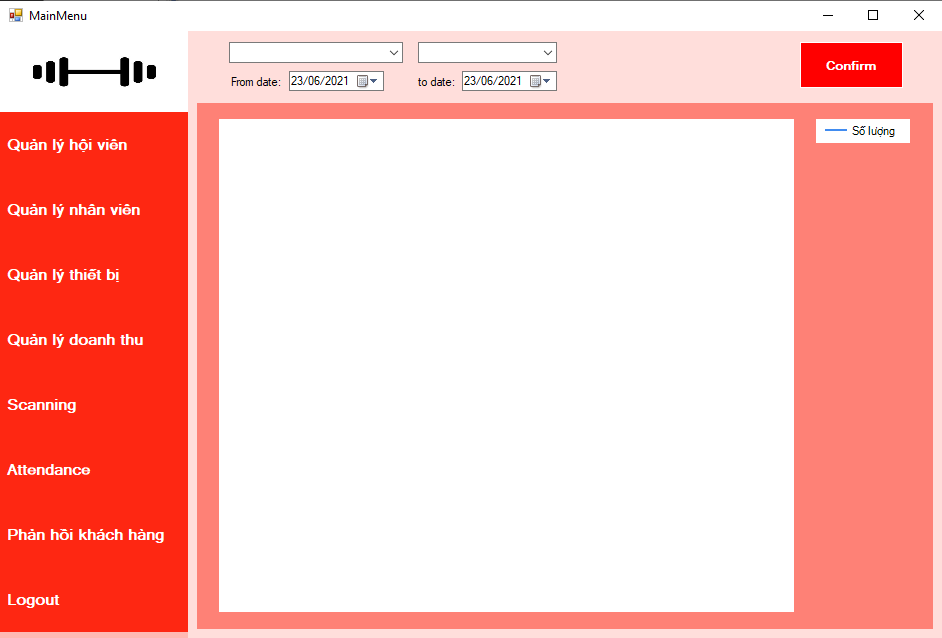 MainMenu
Confirm
From date: 23/06/2021 to date: 23/06/2021
Số lượng
Quản lý hội viên
Quản lý nhân viên
Quản lý thiết bị
Quản lý doanh thu
Scanning
Attendance
Phản hồi khách hàng
Logout